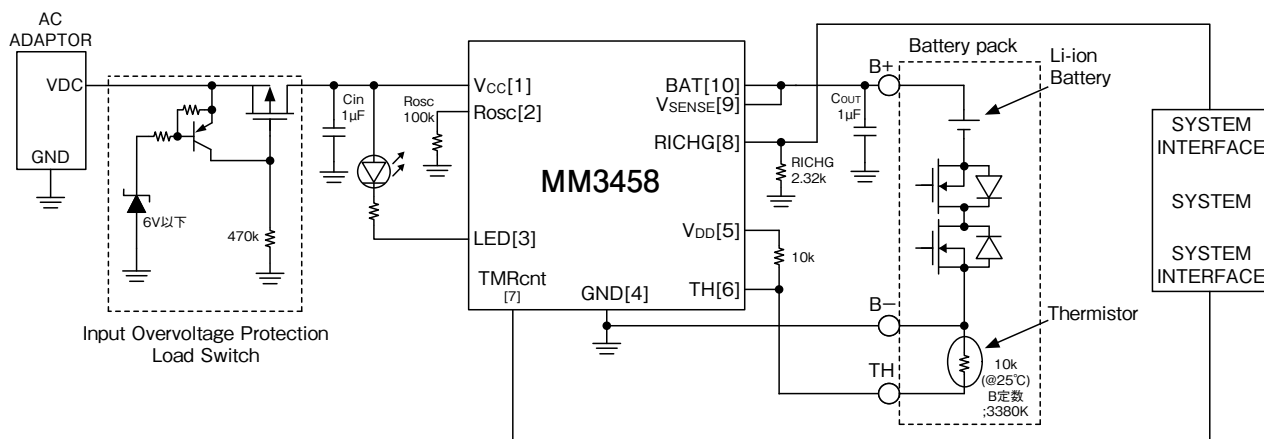 AC
ADAPTOR
VDC
GND
6V以下
470k
Input Overvoltage Protection
Load Switch
Cin
1μF
Rosc
100k
VCC[1]
Rosc[2]
LED[3]
TMRcnt
[7]
GND[4]
MM3458
BAT[10]
VSENSE[9]
RICHG[8]
VDD[5]
TH[6]
RICHG
2.32k
10k
COUT
1μF
B+
B−
TH
Battery pack
Li-ion
Battery
Thermistor
10k
(@25℃)
B定数
;3380K
SYSTEM
INTERFACE
SYSTEM
SYSTEM
INTERFACE